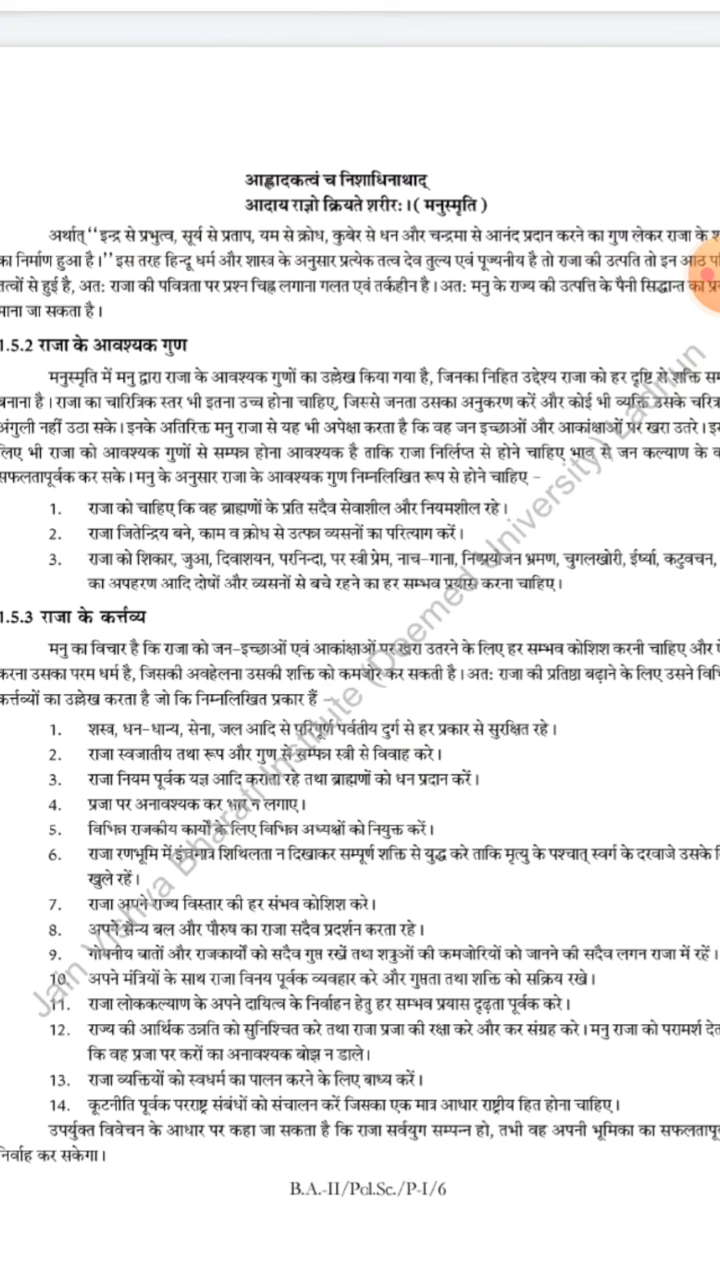 आह्लादकत्वं च निशाधिनाथाद्
आदाय राज्ञो क्रियते शरीरः।( मनुस्मृति )
अर्थात् ‘‘इन्द्र से प्रभुत्व, सूर्य से प्रताप, यम से क्रोध, कुबेर से धन और चन्द्रमा से आनंद प्रदान करने का गुण लेकर राजा के
का निर्माण हुआ है।’’ इस तरह हिन्दू धर्म और शास्त्र के अनुसार प्रत्येक तत्व देव तुल्य एवं पूज्यनीय है तो राजा की उत्पति तो इन आठ
तत्वों से हुई है, अतः राजा की पवित्रता पर प्रश्न चिह्न लगाना गलत एवं तर्कहीन है। अतः मनु के राज्य की उत्पत्ति के पैनी सिद्धान्त का
माना जा सकता है।
1.5.2 राजा के आवश्यक गुण
मनुस्मृति में मनु द्वारा राजा के आवश्यक गुणों का उल्लेख किया गया है, जिनका निहित उद्देश्य राजा को हर दृष्टि से शक्ति
बनाना है। राजा का चारित्रिक स्तर भी इतना उच्च होना चाहिए, जिससे जनता उसका अनुकरण करें और कोई भी व्यक्ति उसके चरित्र
अंगुली नहीं उठा सके। इनके अतिरिक्त मनु राजा से यह भी अपेक्षा करता है कि वह जन इच्छाओं और आकांक्षाओं पर खरा उतरे।
लिए भी राजा को आवश्यक गुणों से सम्पन्न होना आवश्यक है ताकि राजा निर्लिप्त से होने चाहिए भाव से जन कल्याण के
सफलतापूर्वक कर सके। मनु के अनुसार राजा के आवश्यक गुण निम्नलिखित रूप से होने चाहिए –
1. राजा को चाहिए कि वह ब्राह्मणों के प्रति सदैव सेवाशील और नियमशील रहे।
2. राजा जितेन्द्रिय बने, काम व क्रोध से उत्पन्न व्यसनों का परित्याग करें।
3. राजा को शिकार, जुआ, दिवाशयन, परनिन्दा, पर स्त्री प्रेम, नाच-गाना, निष्प्रयोजन भ्रमण, चुगलखोरी, ईर्ष्या, कटुवचन,
का अपहरण आदि दोषों और व्यसनों से बचे रहने का हर सम्भव प्रयास करना चाहिए।
1.5.3 राजा के कर्त्तव्य
मनु का विचार है कि राजा को जन-इच्छाओं एवं आकांक्षाओं पर खरा उतरने के लिए हर सम्भव कोशिश करनी चाहिए और
करना उसका परम धर्म है, जिसकी अवहेलना उसकी शक्ति को कमजोर कर सकती है। अतः राजा की प्रतिष्ठा बढ़ाने के लिए उसने
कर्त्तव्यों का उल्लेख करता है जो कि निम्नलिखित प्रकार हैं –
1. शस्त्र, धन-धान्य, सेना, जल आदि से परिपूर्ण पर्वतीय दुर्ग से हर प्रकार से सुरक्षित रहे।
2. राजा स्वजातीय तथा रूप और गुण से सम्पन्न स्त्री से विवाह करे।
3. राजा नियम पूर्वक यज्ञ आदि कराता रहे तथा ब्राह्मणों को धन प्रदान करें।
4. प्रजा पर अनावश्यक कर भार न लगाए।
5. विभिन्न राजकीय कार्यों के लिए विभिन्न अध्यक्षों को नियुक्त करें।
6. राजा रणभूमि में इंचमात्र शिथिलता न दिखाकर सम्पूर्ण शक्ति से युद्ध करे ताकि मृत्यु के पश्चात् स्वर्ग के दरवाजे उसके
खुले रहें।
7. राजा अपने राज्य विस्तार की हर संभव कोशिश करे।
8. अपने सैन्य बल और पौरुष का राजा सदैव प्रदर्शन करता रहे।
9. गोपनीय बातों और राजकार्यों को सदैव गुप्त रखें तथा शत्रुओं की कमजोरियों को जानने की सदैव लगन राजा में रहें।
10. अपने मंत्रियों के साथ राजा विनय पूर्वक व्यवहार करे और गुप्तता तथा शक्ति को सक्रिय रखे।
11. राजा लोककल्याण के अपने दायित्व के निर्वाहन हेतु हर सम्भव प्रयास दृढ़ता पूर्वक करे।
12. राज्य की आर्थिक उन्नति को सुनिश्चित करे तथा राजा प्रजा की रक्षा करे और कर संग्रह करे। मनु राजा को परामर्श
कि वह प्रजा पर करों का अनावश्यक बोझ न डाले।
13. राजा व्यक्तियों को स्वधर्म का पालन करने के लिए बाध्य करें।
14. कूटनीति पूर्वक परराष्ट्र संबंधों को संचालन करें जिसका एक मात्र आधार राष्ट्रीय हित होना चाहिए।
उपर्युक्त विवेचन के आधार पर कहा जा सकता है कि राजा सर्वयुग सम्पन्न हो, तभी वह अपनी भूमिका का
निर्वाह कर सकेगा।
B.A.-II/Pol.Sc./P-I/6
Jain Vishva Bharati Institute (Deemed University) Ladnun